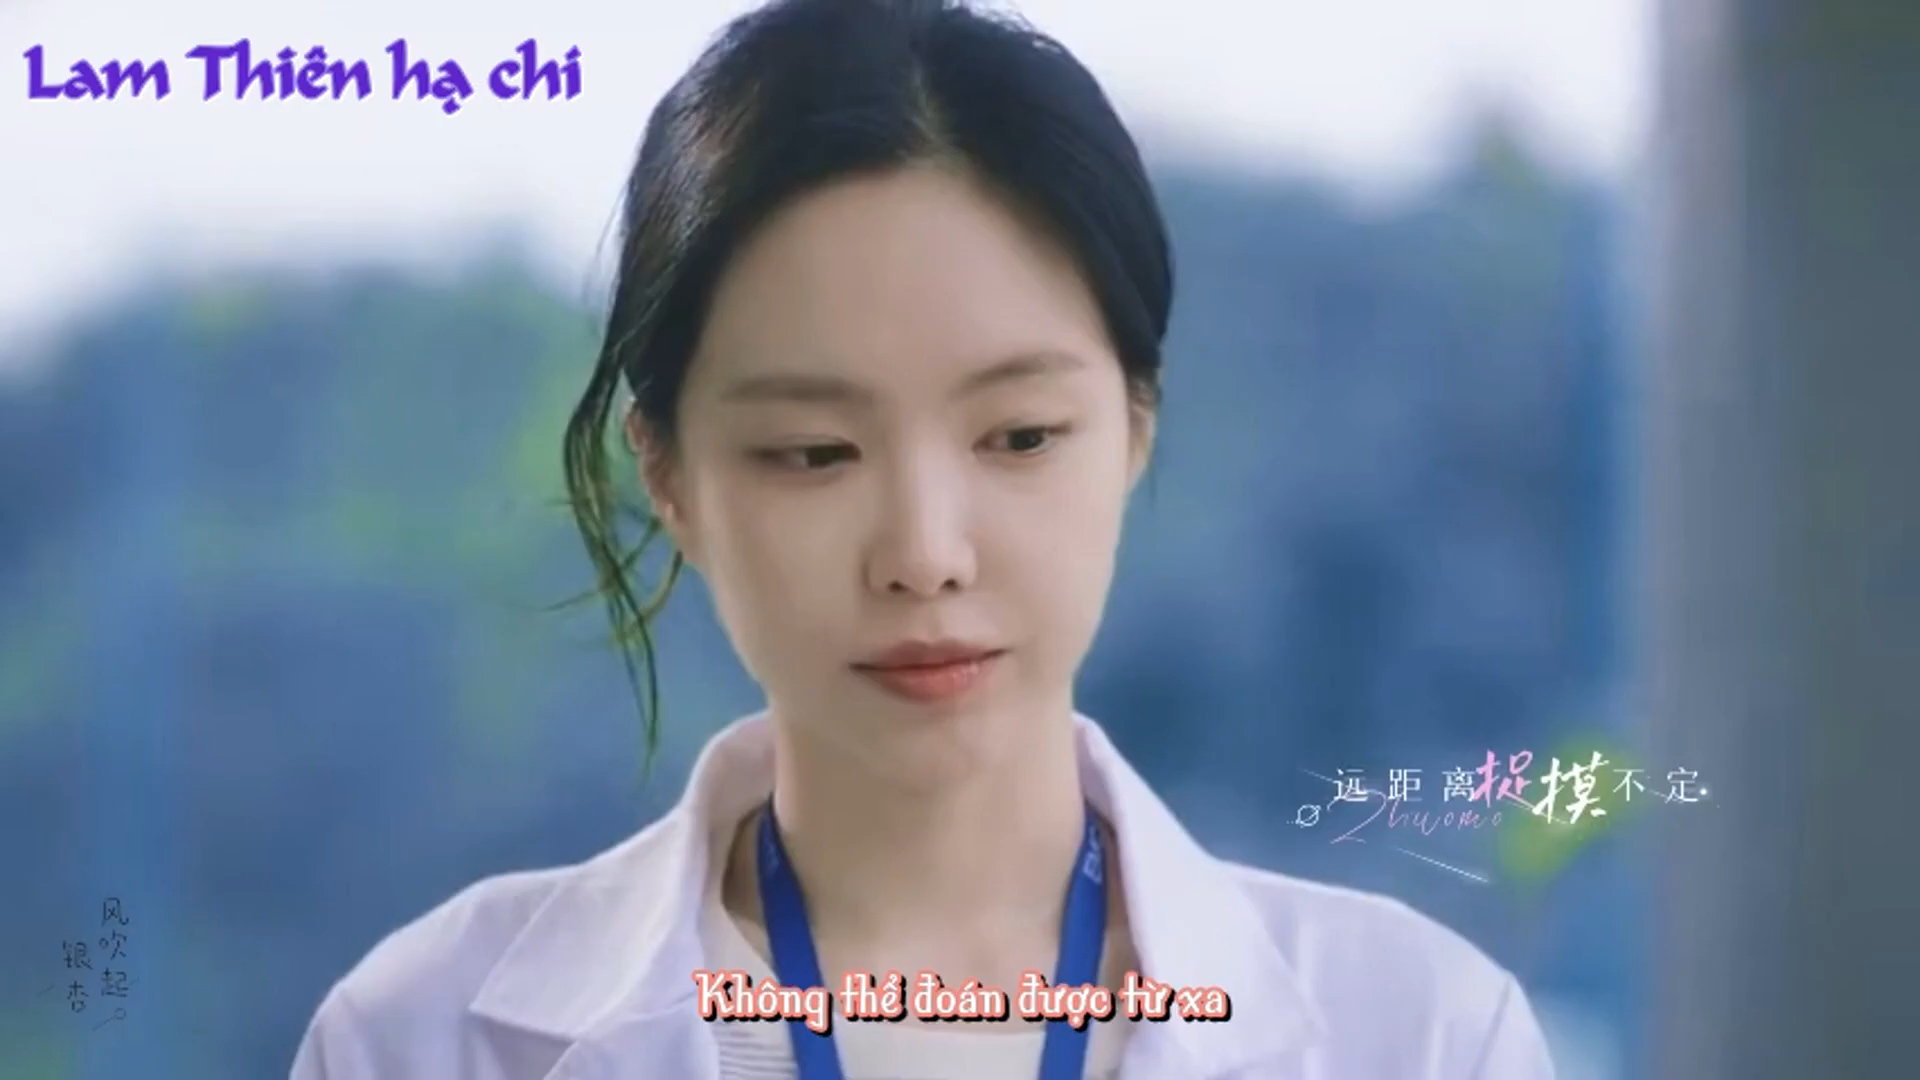 Lam Thiên hạ chi
远距离捉摸不定
Zhuomo
风吹起
银杏
Không thể đoán được từ xa